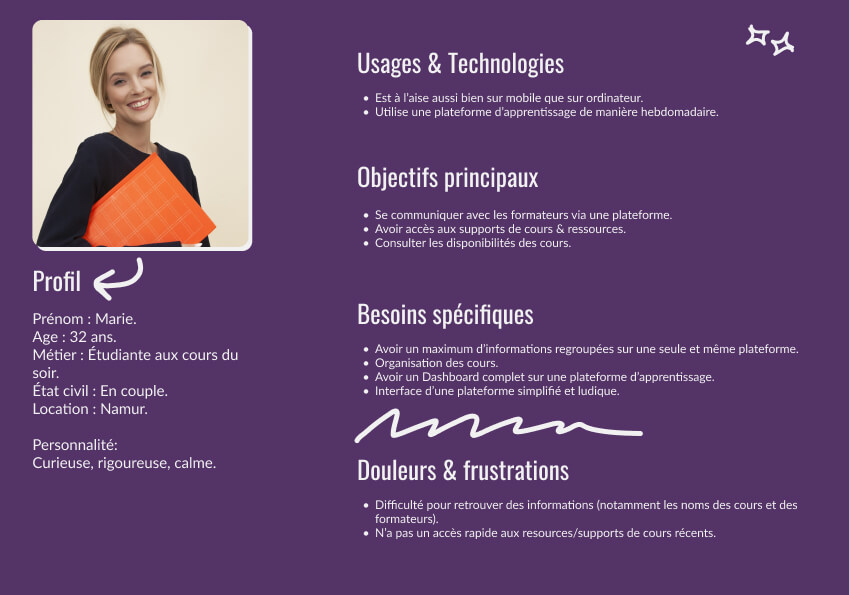 Profil
Prénom : Marie.
Age : 32 ans.
Métier : Étudiante aux cours du
soir.
État civil : En couple.
Location : Namur.
Personnalité:
Curieuse, rigoureuse, calme.
Usages & Technologies
• Est à l'aise aussi bien sur mobile que sur ordinateur.
• Utilise une plateforme d'apprentissage de manière hebdomadaire.
Objectifs principaux
• Se communiquer avec les formateurs via une plateforme.
• Avoir accès aux supports de cours & ressources.
• Consulter les disponibilités des cours.
Besoins spécifiques
• Avoir un maximum d'informations regroupées sur une seule et même plateforme.
• Organisation des cours.
• Avoir un Dashboard complet sur une plateforme d'apprentissage.
• Interface d'une plateforme simplifié et ludique.
Douleurs & frustrations
• Difficulté pour retrouver des informations (notamment les noms des cours et des
formateurs).
• N'a pas un accès rapide aux resources/supports de cours récents.